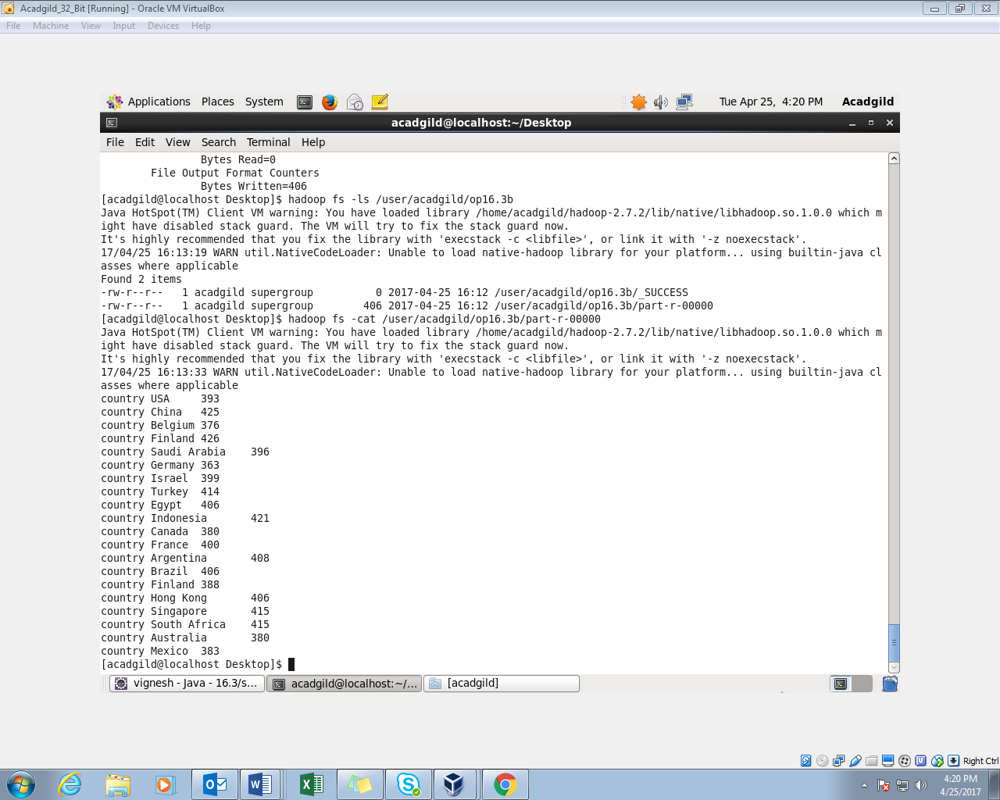 Acadgild_32_Bit [Running] - Oracle VM VirtualBox
File Machine View Input Devices Help
Applications Places System Tue Apr 25, 4:20 PM Acadgild
acadgild@localhost:~/Desktop
File Edit View Search Terminal Help
Bytes Read=0
File Output Format Counters
Bytes Written=406
[acadgild@localhost Desktop]$ hadoop fs -ls /user/acadgild/op16.3b
Java HotSpot(TM) Client VM warning: You have loaded library /home/acadgild/hadoop-2.7.2/lib/native/libhadoop.so.1.0.0 which m
ight have disabled stack guard. The VM will try to fix the stack guard now.
It's highly recommended that you fix the library with 'execstack -c <libfile>', or link it with '-z noexecstack'.
17/04/25 16:13:19 WARN util.NativeCodeLoader: Unable to load native-hadoop library for your platform... using builtin-java cl
asses where applicable
Found 2 items
-rw-r--r-- 1 acadgild supergroup 0 2017-04-25 16:12 /user/acadgild/op16.3b/_SUCCESS
-rw-r--r-- 1 acadgild supergroup 406 2017-04-25 16:12 /user/acadgild/op16.3b/part-r-00000
[acadgild@localhost Desktop]$ hadoop fs -cat /user/acadgild/op16.3b/part-r-00000
Java HotSpot(TM) Client VM warning: You have loaded library /home/acadgild/hadoop-2.7.2/lib/native/libhadoop.so.1.0.0 which m
ight have disabled stack guard. The VM will try to fix the stack guard now.
It's highly recommended that you fix the library with 'execstack -c <libfile>', or link it with '-z noexecstack'.
17/04/25 16:13:33 WARN util.NativeCodeLoader: Unable to load native-hadoop library for your platform... using builtin-java cl
asses where applicable
country USA 393
country China 425
country Belgium 376
country Finland 426
country Saudi Arabia 396
country Germany 363
country Israel 399
country Turkey 414
country Egypt 406
country Indonesia 421
country Canada 380
country France 400
country Argentina 408
country Brazil 406
country Finland 388
country Hong Kong 406
country Singapore 415
country South Africa 415
country Australia 380
country Mexico 383
[acadgild@localhost Desktop]$
vignesh - Java - 16.3/s... acadgild@localhost:~/... [acadgild]
Right Ctrl
4:20 PM
4/25/2017